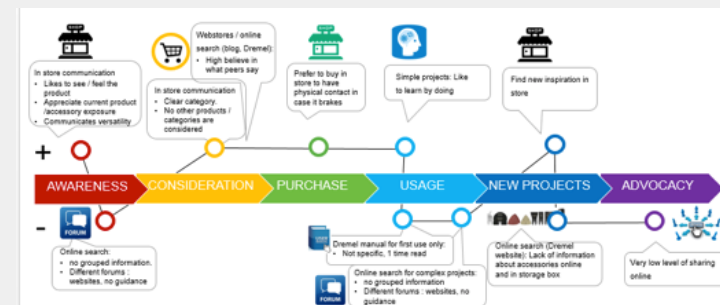 SHOP
SHOP
SHOP
In store communication
• Likes to see / feel the
product
• Appreciate current product
/accessory exposure
• Communicates versatility
Webstores / online
search (blog, Dremel):
• High believe in
what peers say
In store communication
• Clear category.
• No other products /
categories are
considered
Prefer to buy in
store to have
physical contact in
case it brakes
Simple projects: Like
to learn by doing
Find new inspiration in
store
+
AWARENESS
CONSIDERATION
PURCHASE
USAGE
NEW PROJECTS
ADVOCACY
-
FORUM
Online search:
• no grouped information.
• Different forums :
websites, no guidance
Dremel manual for first use only:
• Not specific, 1 time read
FORUM
Online search for complex projects:
• no grouped information
• Different forums : websites, no
guidance
Online search (Dremel
website): Lack of information
about accessories online
and in storage box
Very low level of sharing
online